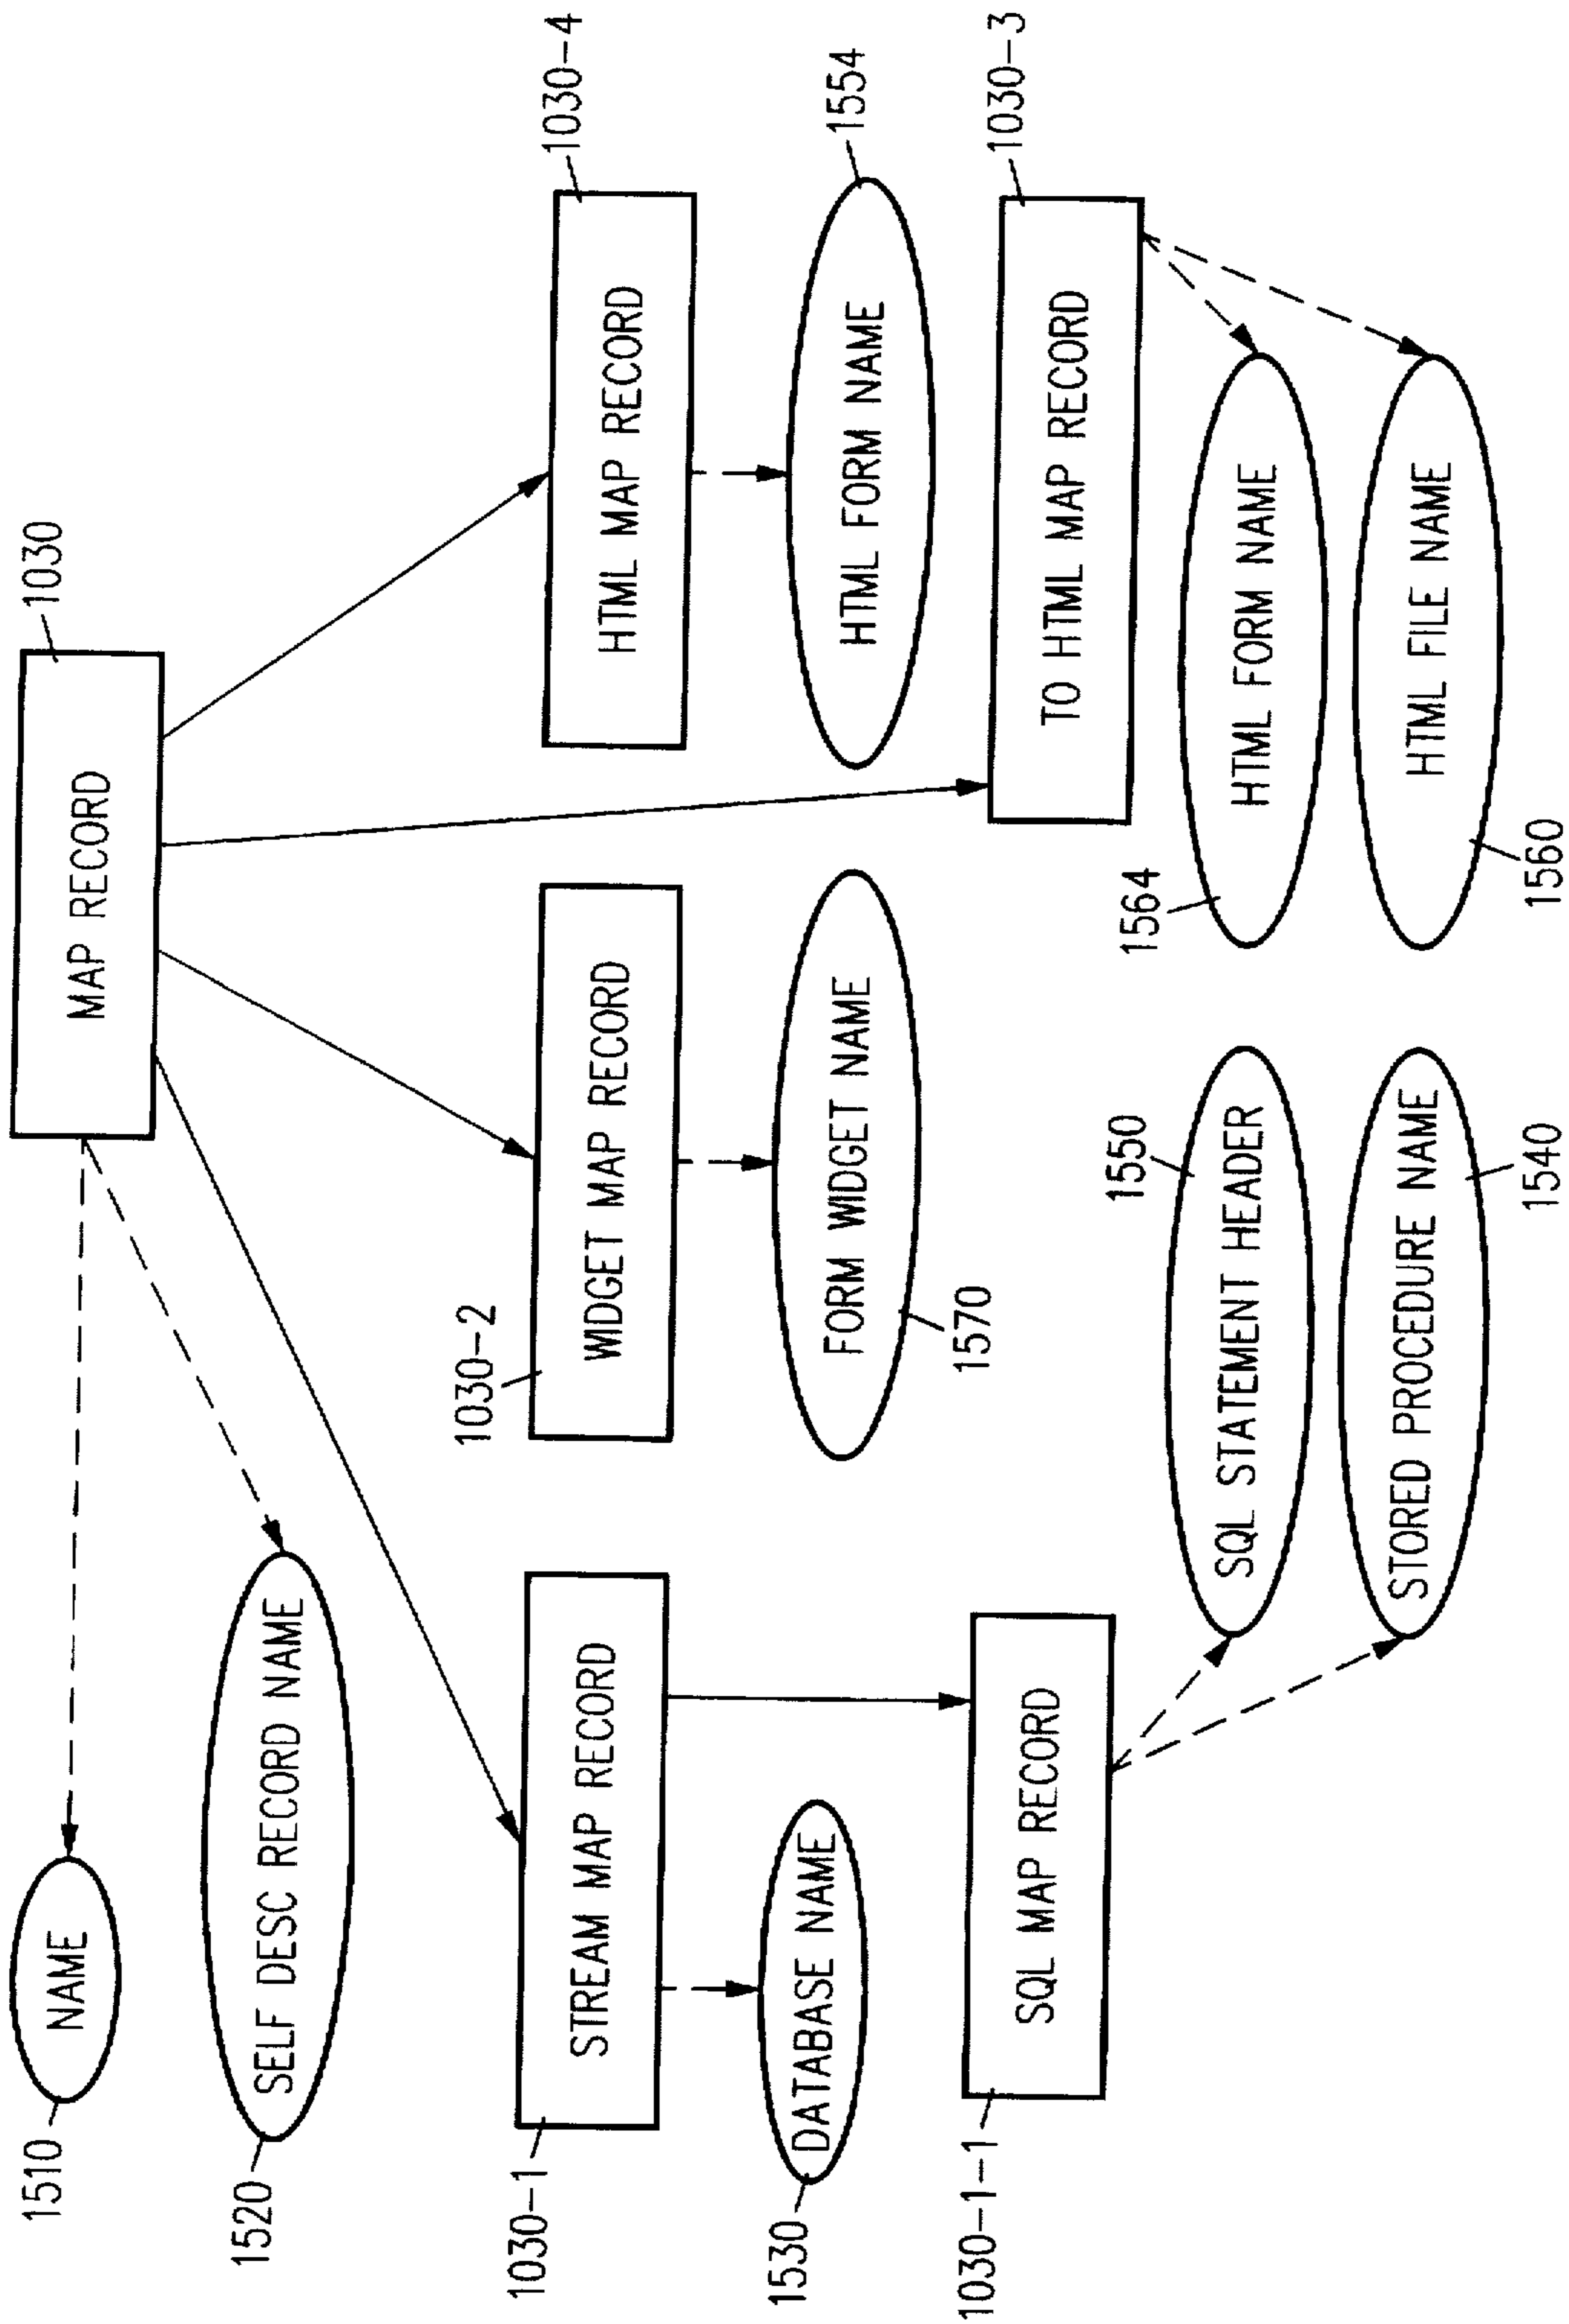 1510
NAME
MAP RECORD
1030
1520
SELF DESC RECORD NAME
1030-1
STREAM MAP RECORD
1030-2
WIDGET MAP RECORD
HTML MAP RECORD
1030-4
1530
DATABASE NAME
FORM WIDGET NAME
1570
HTML FORM NAME
1554
1030-1-1
SQL MAP RECORD
TO HTML MAP RECORD
1030-3
1550
SQL STATEMENT HEADER
1564
HTML FORM NAME
STORED PROCEDURE NAME
1540
HTML FILE NAME
1560